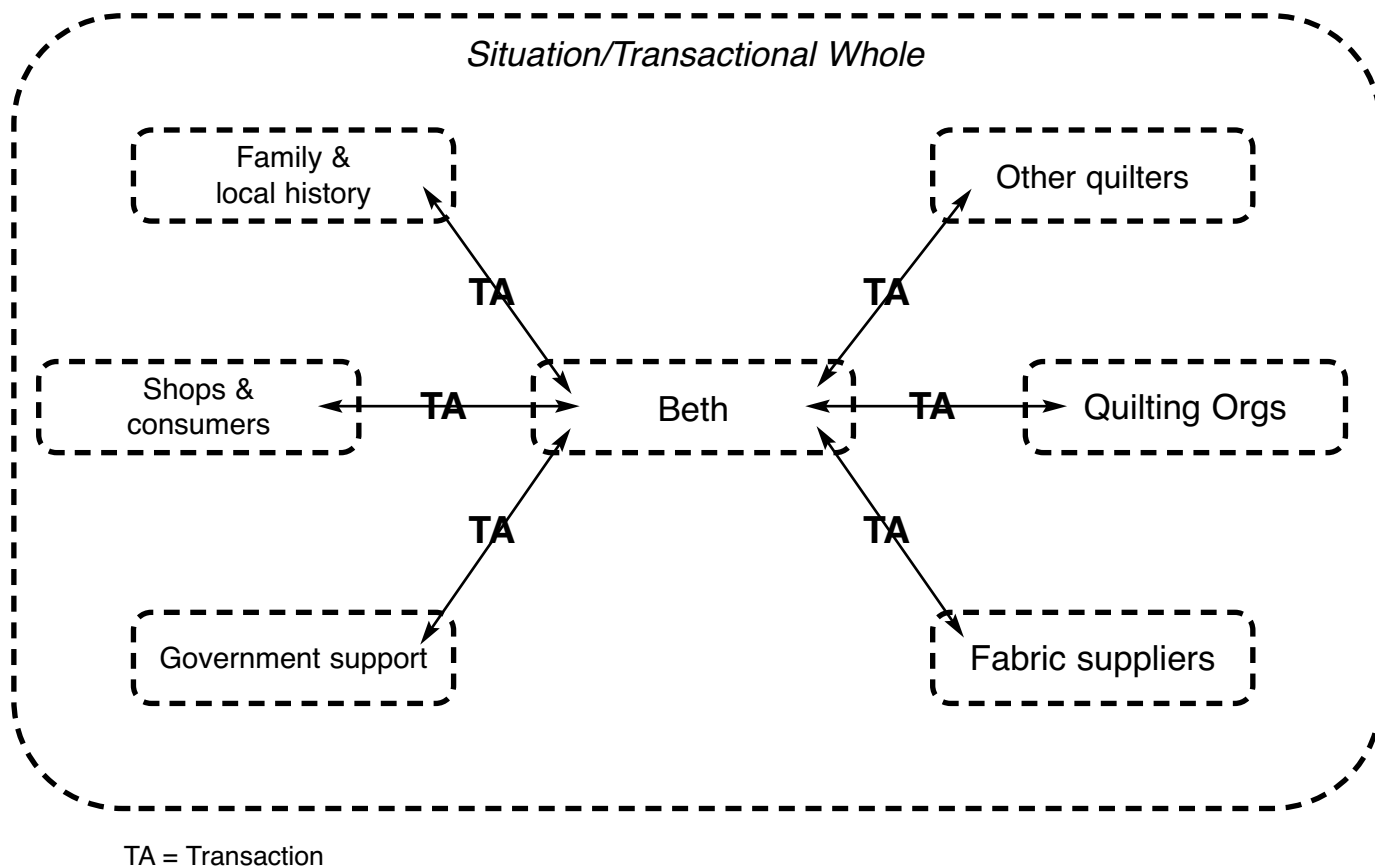 Situation/Transactional Whole
Family &
local history
Other quilters
TA
TA
Shops &
consumers
TA
Beth
TA
Quilting Orgs
TA
TA
Government support
Fabric suppliers
TA = Transaction